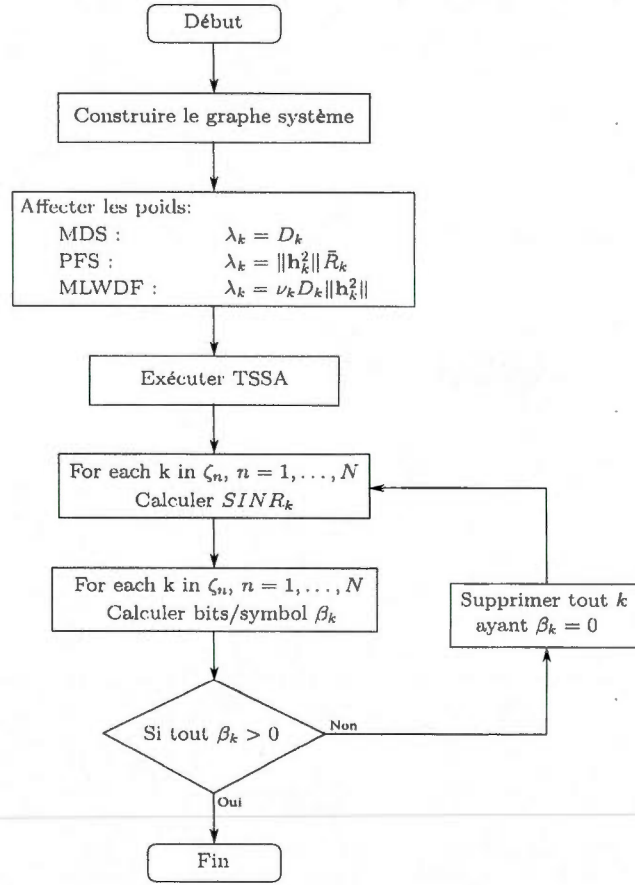 Début
Construire le graphe système
Affecter les poids:
MDS : λ_k = D_k
PFS : λ_k = ‖𝐡_k^2‖ R̄_k
MLWDF : λ_k = ν_k D_k ‖𝐡_k^2‖
Exécuter TSSA
For each k in ζ_n, n = 1, . . . , N
Calculer SINR_k
For each k in ζ_n, n = 1, . . . , N
Calculer bits/symbol β_k
Supprimer tout k
ayant β_k = 0
Si tout β_k > 0
Non
Oui
Fin